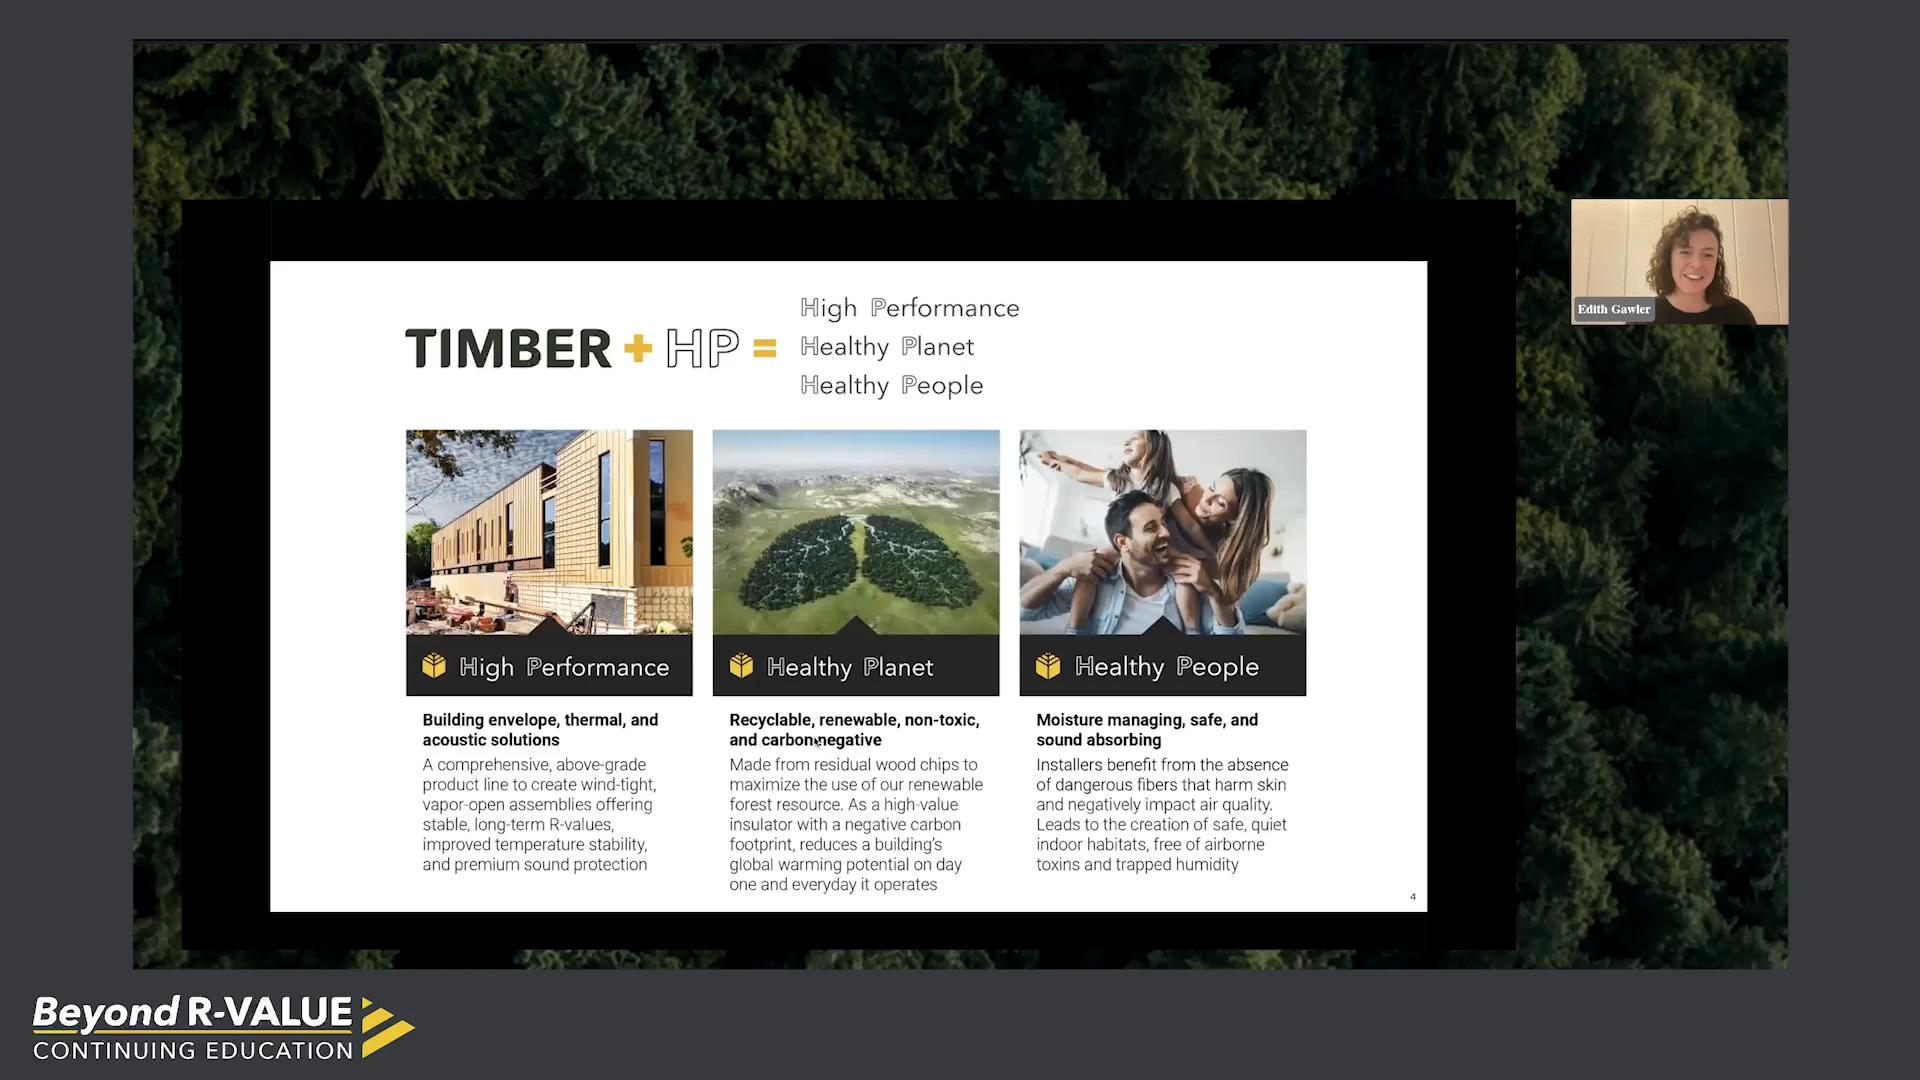 TIMBER + HP =
High Performance
Healthy Planet
Healthy People
Edith Gawler
High Performance
Building envelope, thermal, and
acoustic solutions
A comprehensive, above-grade
product line to create wind-tight,
vapor-open assemblies offering
stable, long-term R-values,
improved temperature stability,
and premium sound protection
Healthy Planet
Recyclable, renewable, non-toxic,
and carbon negative
Made from residual wood chips to
maximize the use of our renewable
forest resource. As a high-value
insulator with a negative carbon
footprint, reduces a building's
global warming potential on day
one and everyday it operates
Healthy People
Moisture managing, safe, and
sound absorbing
Installers benefit from the absence
of dangerous fibers that harm skin
and negatively impact air quality.
Leads to the creation of safe, quiet
indoor habitats, free of airborne
toxins and trapped humidity
4
Beyond R-VALUE
CONTINUING EDUCATION